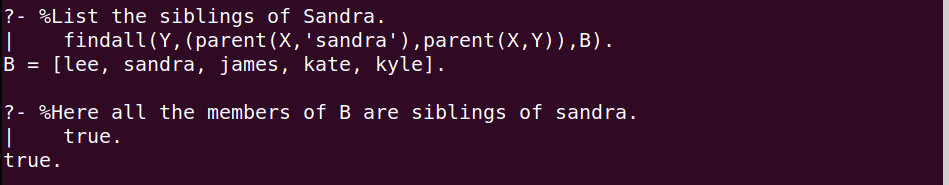 ?- %List the siblings of Sandra.
|    findall(Y,(parent(X,'sandra'),parent(X,Y)),B).
B = [lee, sandra, james, kate, kyle].
?- %Here all the members of B are siblings of sandra.
|    true.
true.